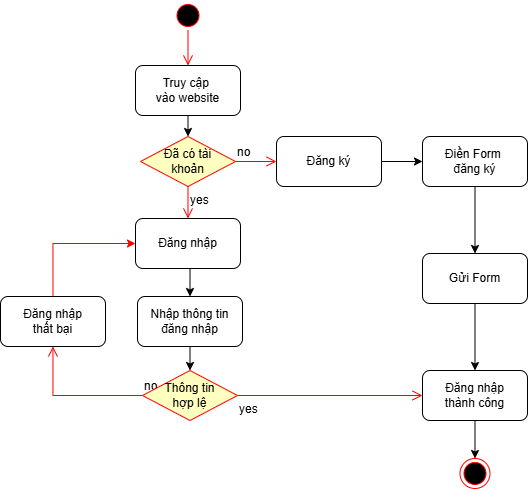 Truy cập
vào website
Đã có tài
khoản
no
Đăng ký
Điền Form
đăng ký
yes
Đăng nhập
Gửi Form
Đăng nhập
thất bại
Nhập thông tin
đăng nhập
no
Thông tin
hợp lệ
yes
Đăng nhập
thành công